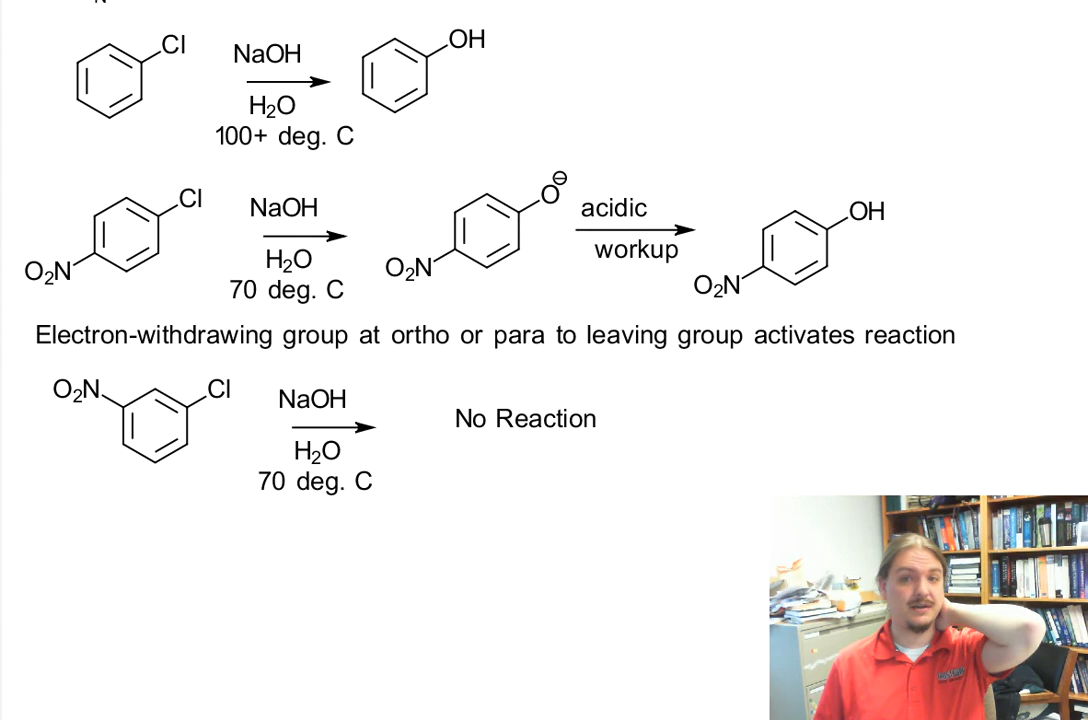 N
Cl
NaOH
H₂O
100+ deg. C
OH
Cl
O₂N
NaOH
H₂O
70 deg. C
O⊖
O₂N
acidic
workup
OH
O₂N
Electron-withdrawing group at ortho or para to leaving group activates reaction
O₂N
Cl
NaOH
H₂O
70 deg. C
No Reaction